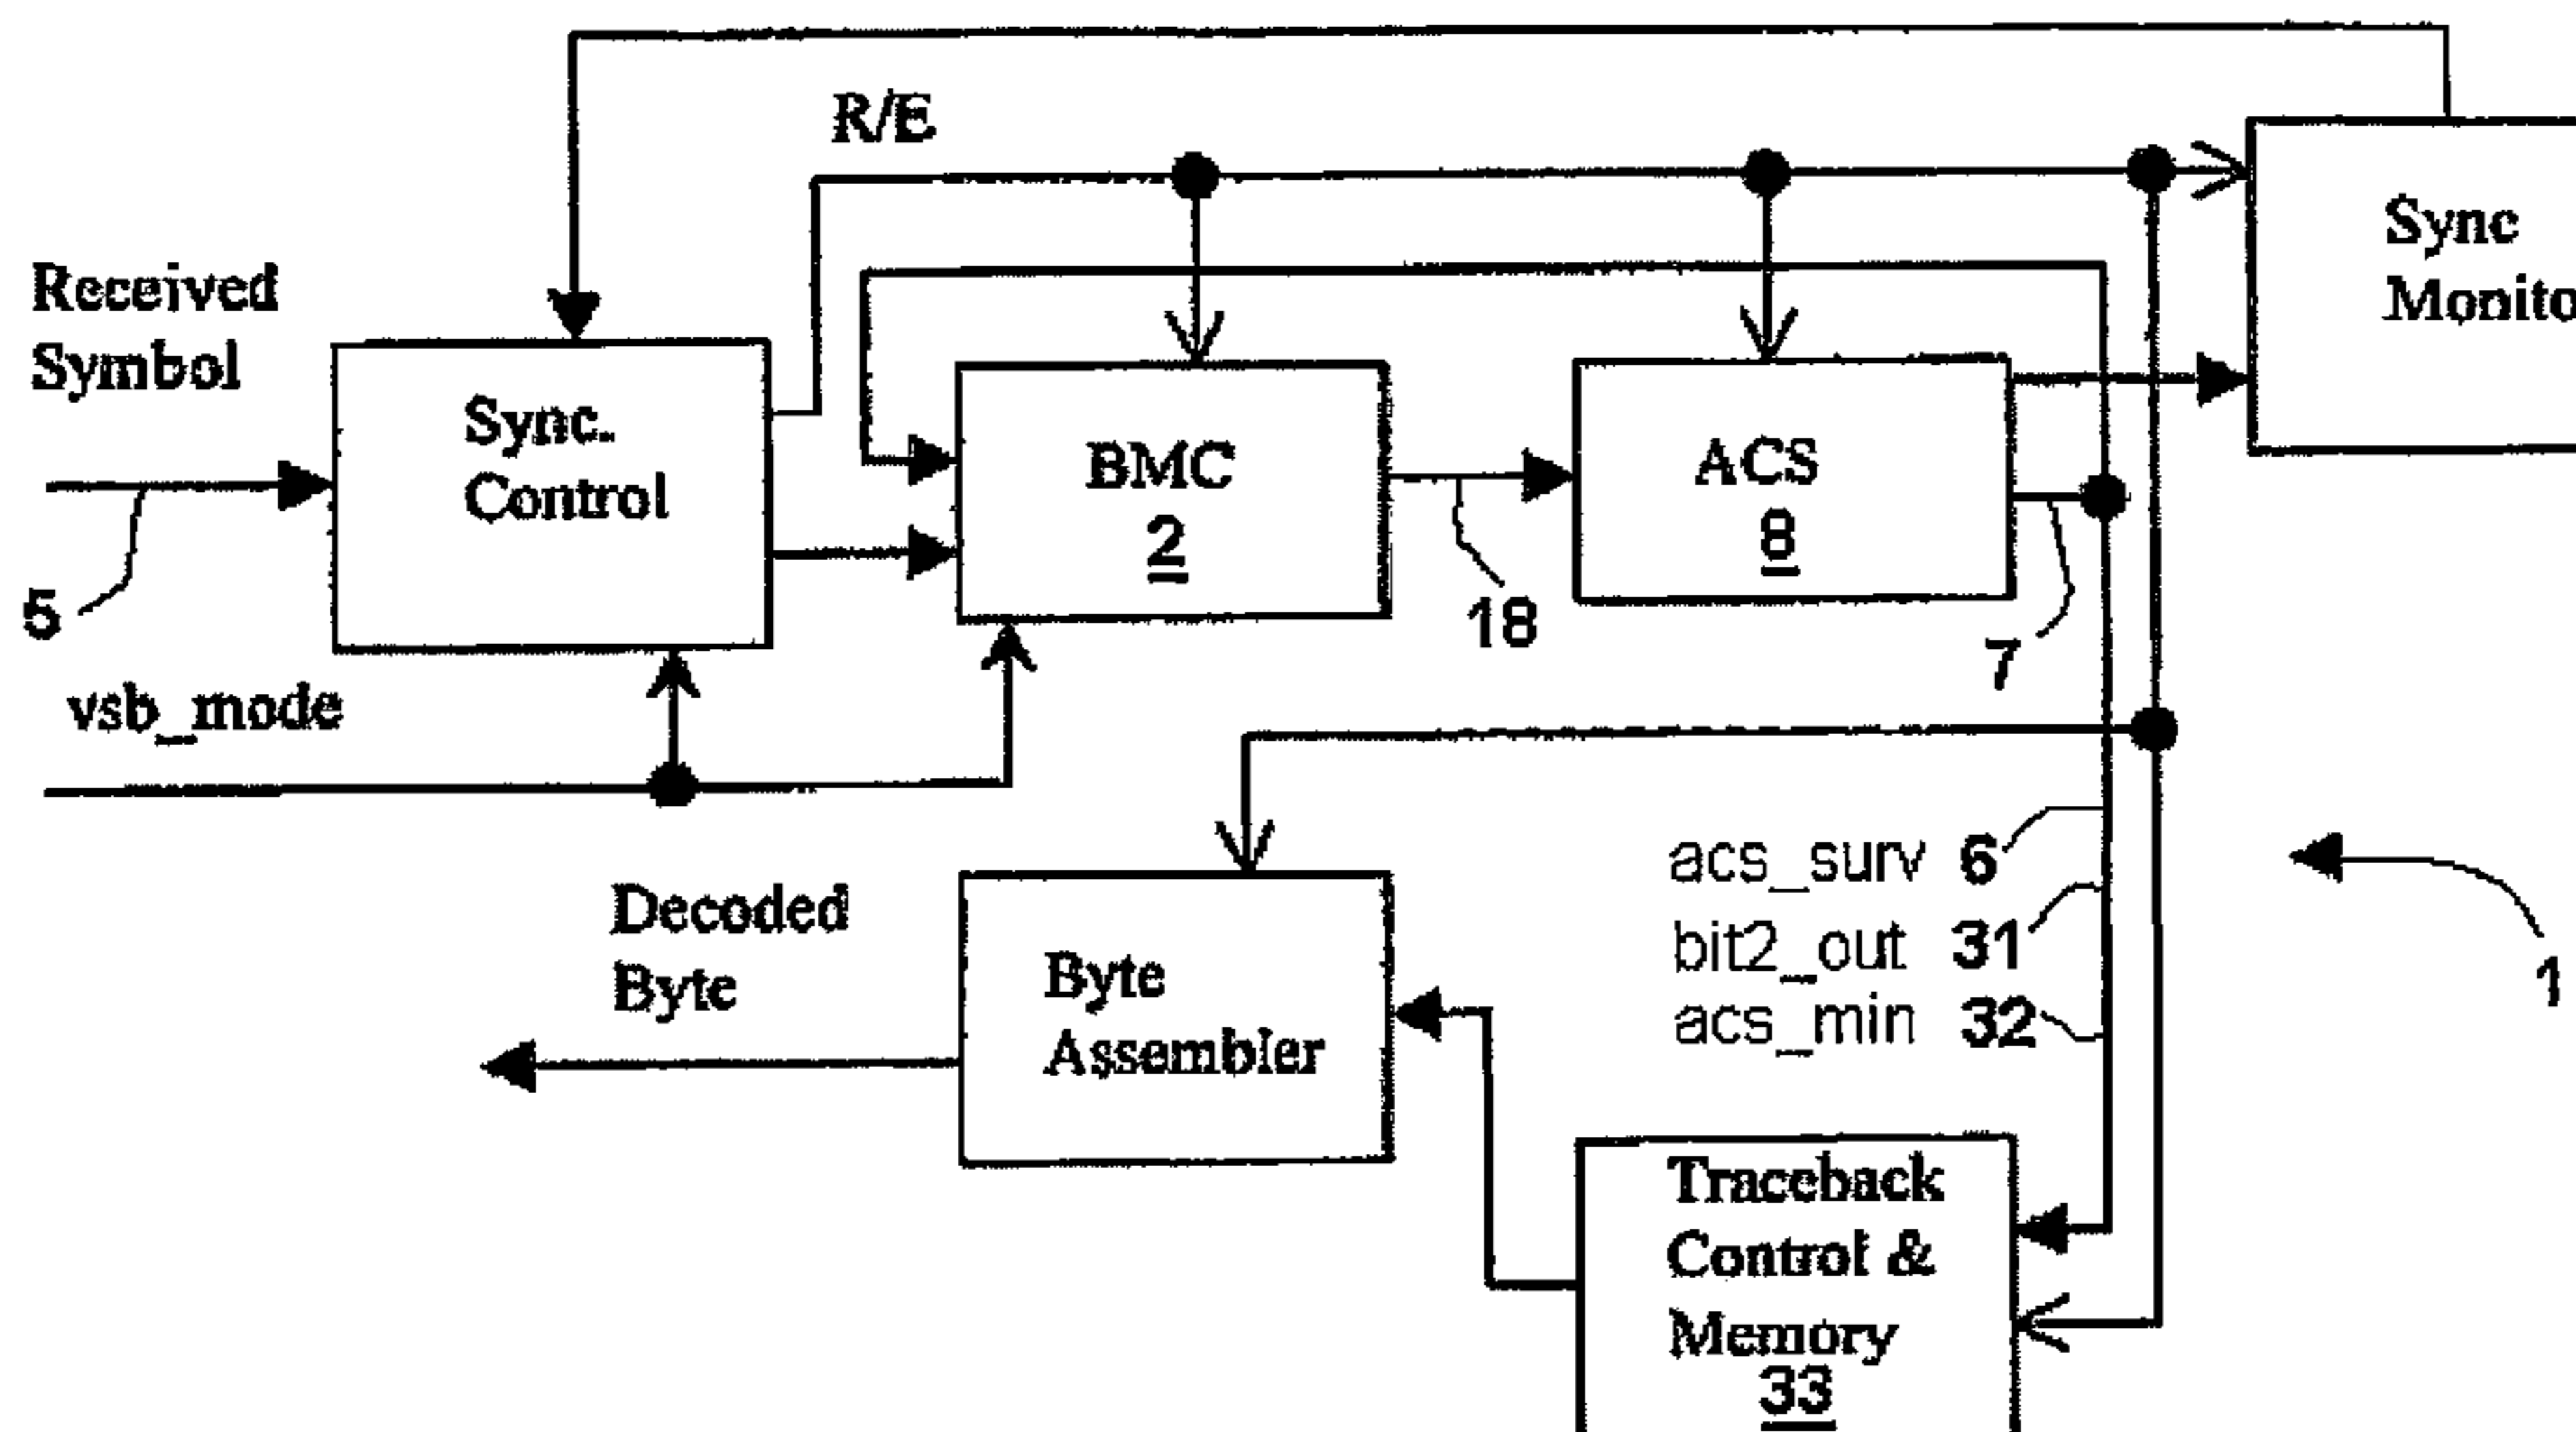 R/E
Received
Symbol
Sync
Monito
Sync.
Control
BMC
2
ACS
8
5
18
7
vsb_mode
acs_surv 6
bit2_out 31
acs_min 32
1
Decoded
Byte
Byte
Assembler
Traceback
Control &
Memory
33